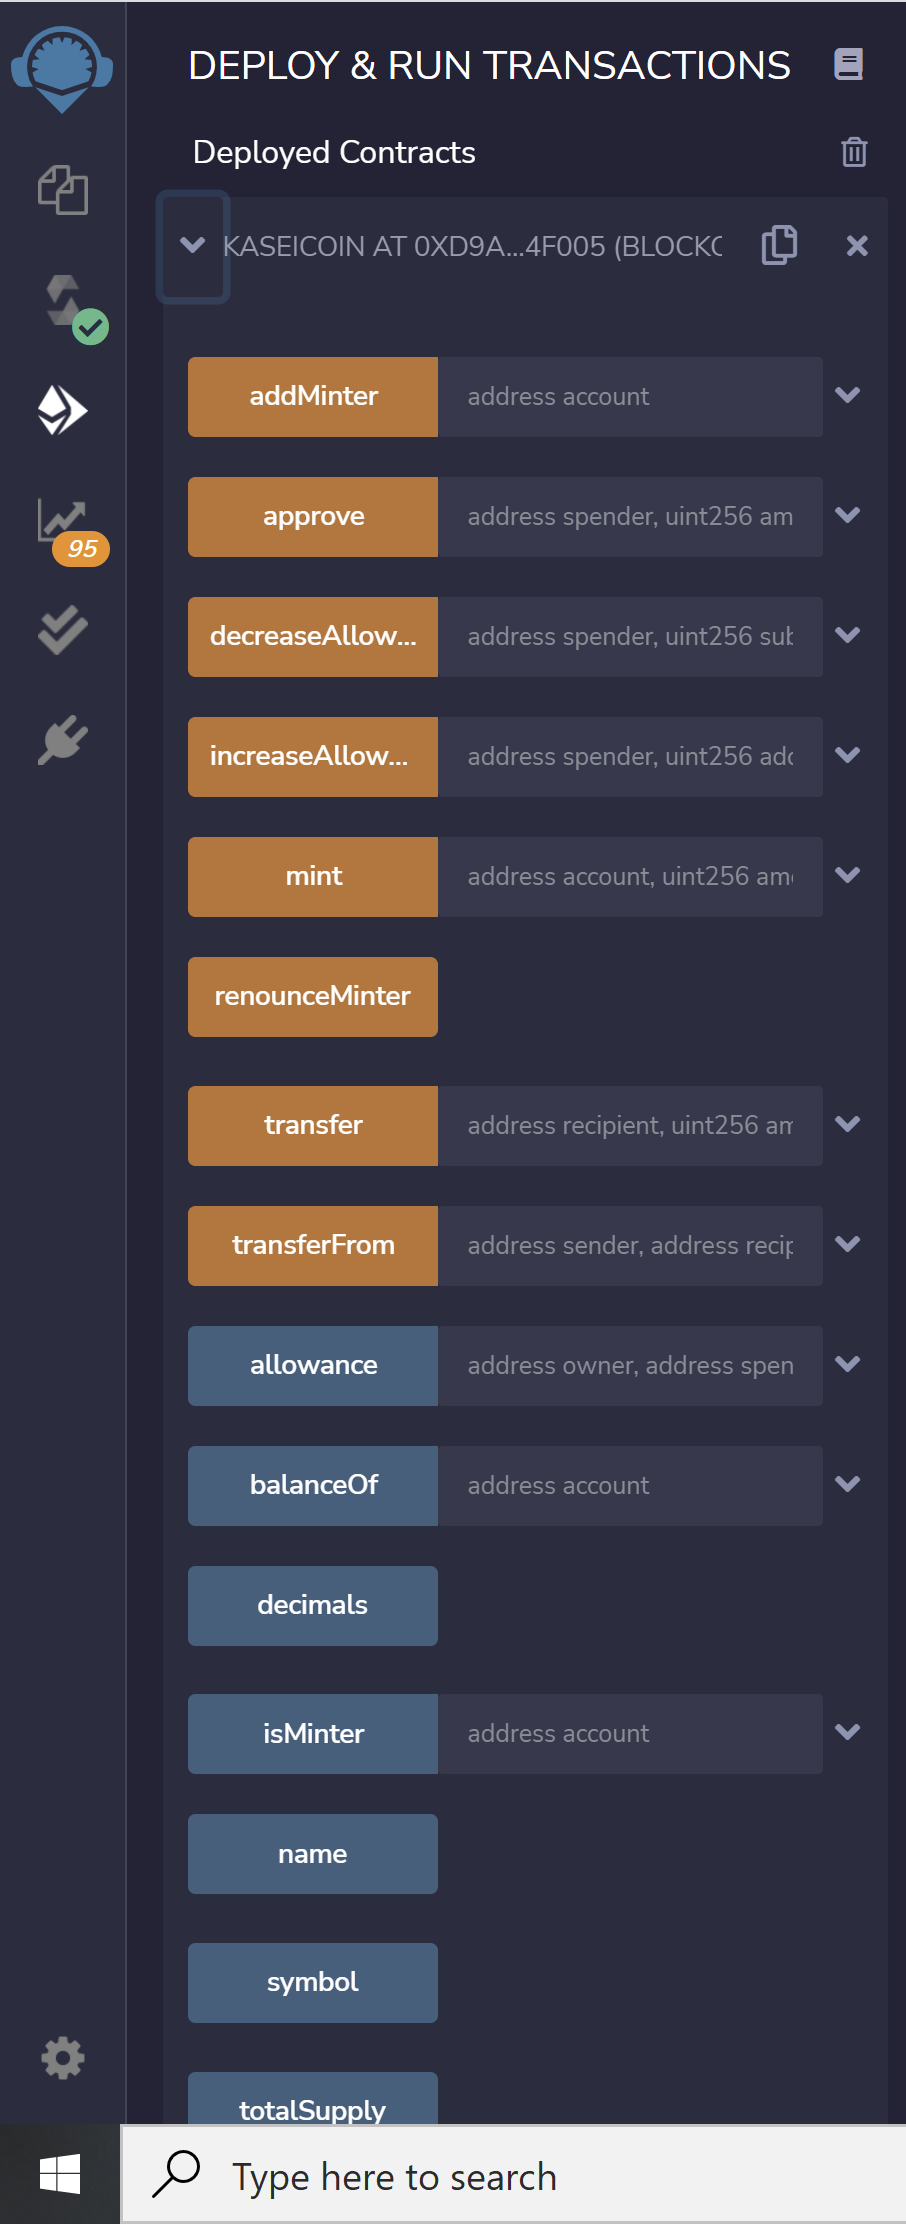 DEPLOY & RUN TRANSACTIONS
Deployed Contracts
KASEICOIN AT 0XD9A...4F005 (BLOCKC
addMinter address account
approve address spender, uint256 am
decreaseAllow... address spender, uint256 sub
increaseAllow... address spender, uint256 add
mint address account, uint256 amo
renounceMinter
transfer address recipient, uint256 am
transferFrom address sender, address recip
allowance address owner, address spen
balanceOf address account
decimals
isMinter address account
name
symbol
totalSupply
95
Type here to search